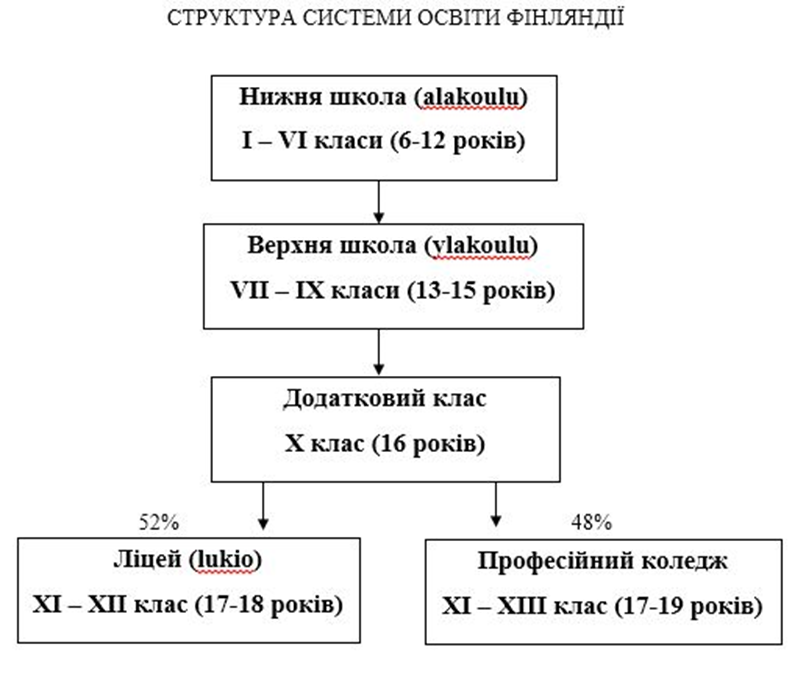 СТРУКТУРА СИСТЕМИ ОСВІТИ ФІНЛЯНДІЇ
Нижня школа (alakoulu)
I – VI класи (6-12 років)
Верхня школа (ylakoulu)
VII – IX класи (13-15 років)
Додатковий клас
X клас (16 років)
52%
48%
Ліцей (lukio)
XI – XII клас (17-18 років)
Професійний коледж
XI – XIII клас (17-19 років)